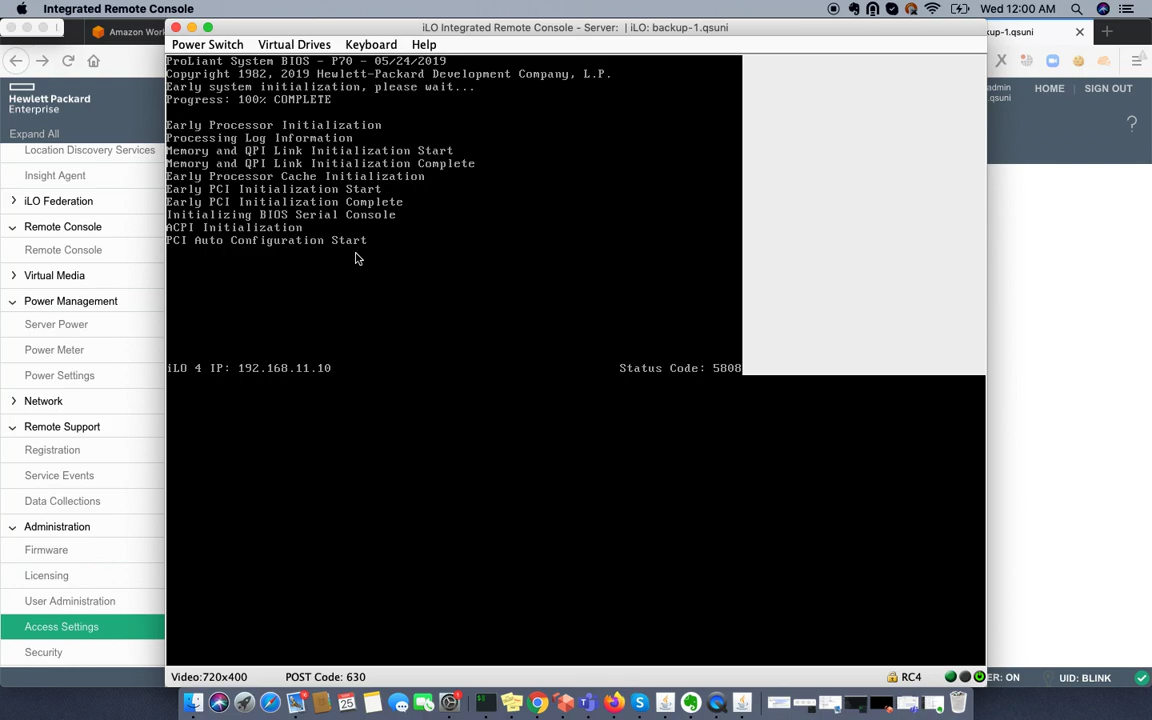 Integrated Remote Console
Wed 12:00 AM
Amazon Work
iLO Integrated Remote Console - Server:  | iLO: backup-1.qsuni
kup-1.qsuni
Power Switch
Virtual Drives
Keyboard
Help
Hewlett Packard
Enterprise
admin
.qsuni
HOME
SIGN OUT
?
Expand All
Location Discovery Services
Insight Agent
iLO Federation
Remote Console
Remote Console
Virtual Media
Power Management
Server Power
Power Meter
Power Settings
Network
Remote Support
Registration
Service Events
Data Collections
Administration
Firmware
Licensing
User Administration
Access Settings
Security
ProLiant System BIOS - P70 - 05/24/2019
Copyright 1982, 2019 Hewlett-Packard Development Company, L.P.
Early system initialization, please wait...
Progress: 100% COMPLETE
Early Processor Initialization
Processing Log Information
Memory and QPI Link Initialization Start
Memory and QPI Link Initialization Complete
Early Processor Cache Initialization
Early PCI Initialization Start
Early PCI Initialization Complete
Initializing BIOS Serial Console
ACPI Initialization
PCI Auto Configuration Start
iLO 4 IP: 192.168.11.10
Status Code: 5808
Video:720x400
POST Code: 630
RC4
ER: ON
UID: BLINK
25